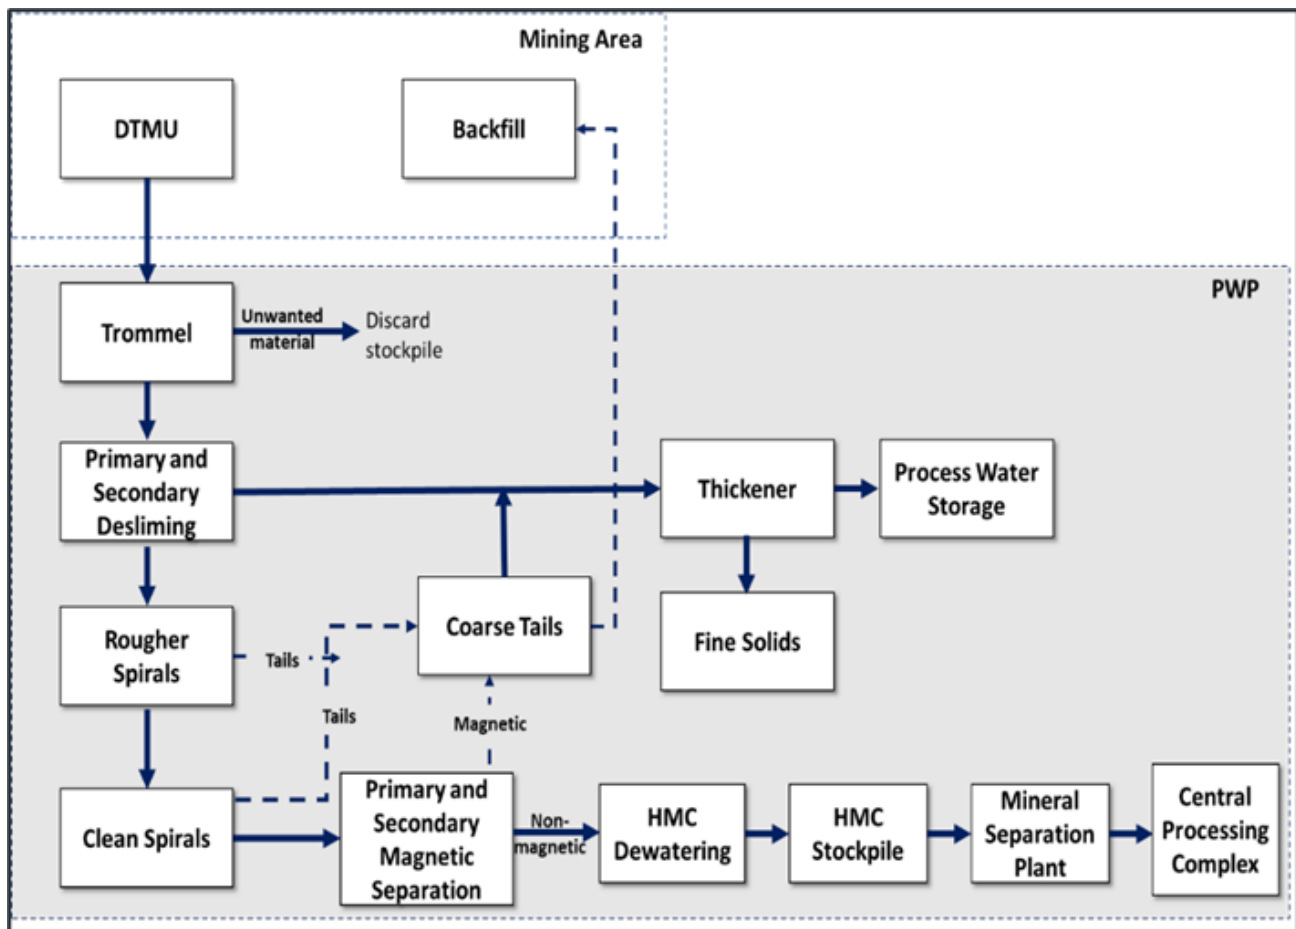 Mining Area
DTMU
Backfill
PWP
Trommel
Unwanted
material
Discard
stockpile
Primary and
Secondary
Desliming
Thickener
Process Water
Storage
Rougher
Spirals
Tails
Coarse Tails
Fine Solids
Tails
Magnetic
Clean Spirals
Primary and
Secondary
Magnetic
Separation
Non-
magnetic
HMC
Dewatering
HMC
Stockpile
Mineral
Separation
Plant
Central
Processing
Complex